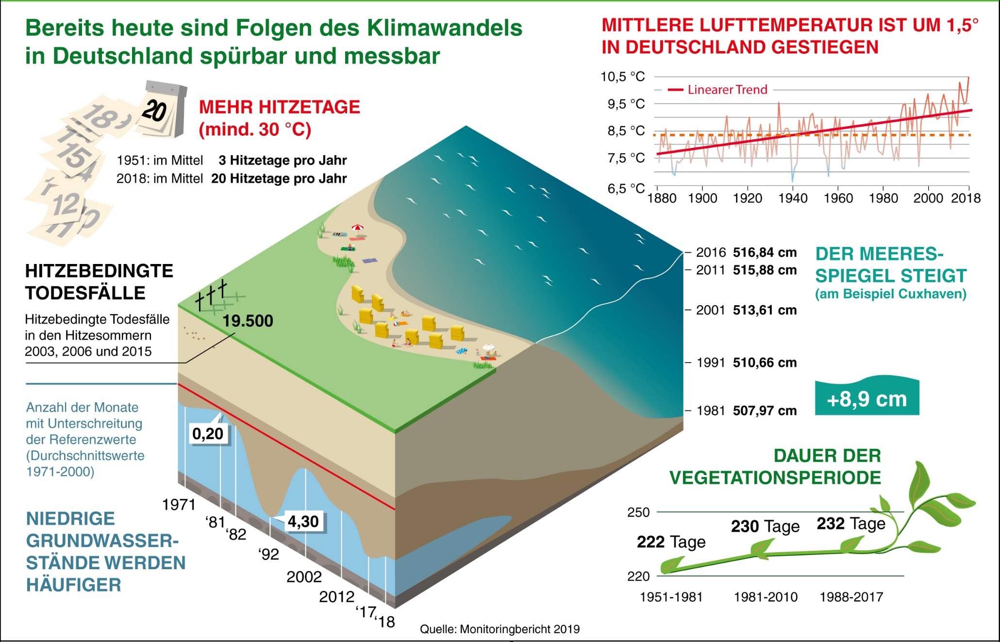 Bereits heute sind Folgen des Klimawandels
in Deutschland spürbar und messbar
20
18
9
15
12
11
MEHR HITZETAGE
(mind. 30 °C)
1951: im Mittel 3 Hitzetage pro Jahr
2018: im Mittel 20 Hitzetage pro Jahr
MITTLERE LUFTTEMPERATUR IST UM 1,5°
IN DEUTSCHLAND GESTIEGEN
10,5 °C
Linearer Trend
9,5 °C
8,5 °C
7,5 °C
6,5 °C
1880 1900 1920 1940 1960 1980 2000 2018
HITZEBEDINGTE
TODESFÄLLE
Hitzebedingte Todesfälle
in den Hitzesommern
2003, 2006 und 2015
19.500
2016 516,84 cm
2011 515,88 cm
2001 513,61 cm
1991 510,66 cm
1981 507,97 cm
DER MEERES-
SPIEGEL STEIGT
(am Beispiel Cuxhaven)
+8,9 cm
Anzahl der Monate
mit Unterschreitung
der Referenzwerte
(Durchschnittswerte
1971-2000)
NIEDRIGE
GRUNDWASSER-
STÄNDE WERDEN
HÄUFIGER
0,20
4,30
1971
‘81
‘82
‘92
2002
2012
‘17
‘18
DAUER DER
VEGETATIONSPERIODE
250
222 Tage
230 Tage
232 Tage
220
1951-1981 1981-2010 1988-2017
Quelle: Monitoringbericht 2019